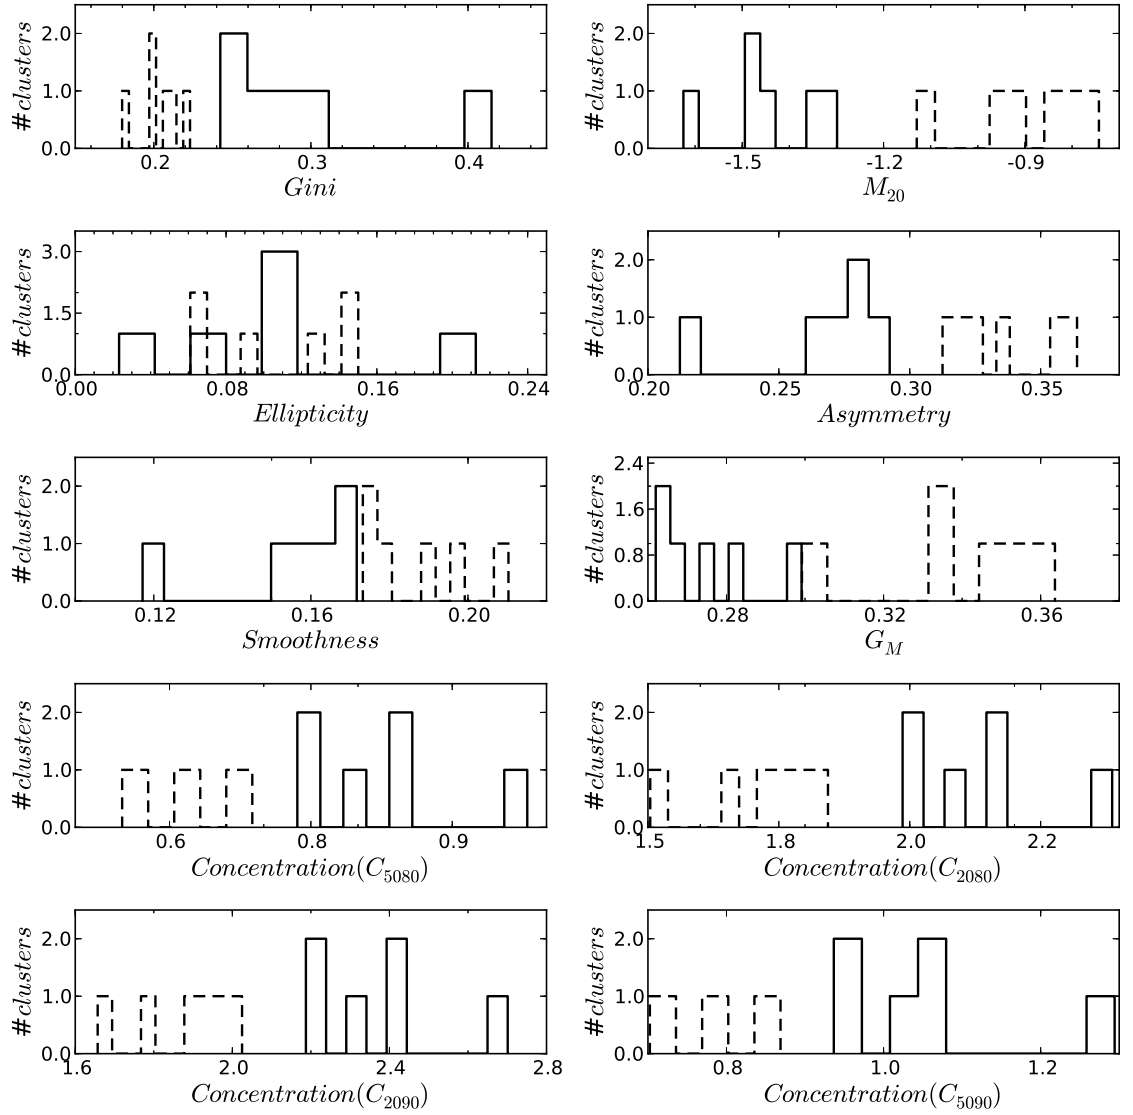 #clusters
2.0
1.0
0.0
0.2 0.3 0.4
Gini
#clusters
2.0
1.0
0.0
-1.5 -1.2 -0.9
M_20
#clusters
3.0
1.5
0.0
0.00 0.08 0.16 0.24
Ellipticity
#clusters
2.0
1.0
0.0
0.20 0.25 0.30 0.35
Asymmetry
#clusters
2.0
1.0
0.0
0.12 0.16 0.20
Smoothness
#clusters
2.4
1.6
0.8
0.0
0.28 0.32 0.36
G_M
#clusters
2.0
1.0
0.0
0.6 0.8 0.9
Concentration(C_5080)
#clusters
2.0
1.0
0.0
1.5 1.8 2.0 2.2
Concentration(C_2080)
#clusters
2.0
1.0
0.0
1.6 2.0 2.4 2.8
Concentration(C_2090)
#clusters
2.0
1.0
0.0
0.8 1.0 1.2
Concentration(C_5090)